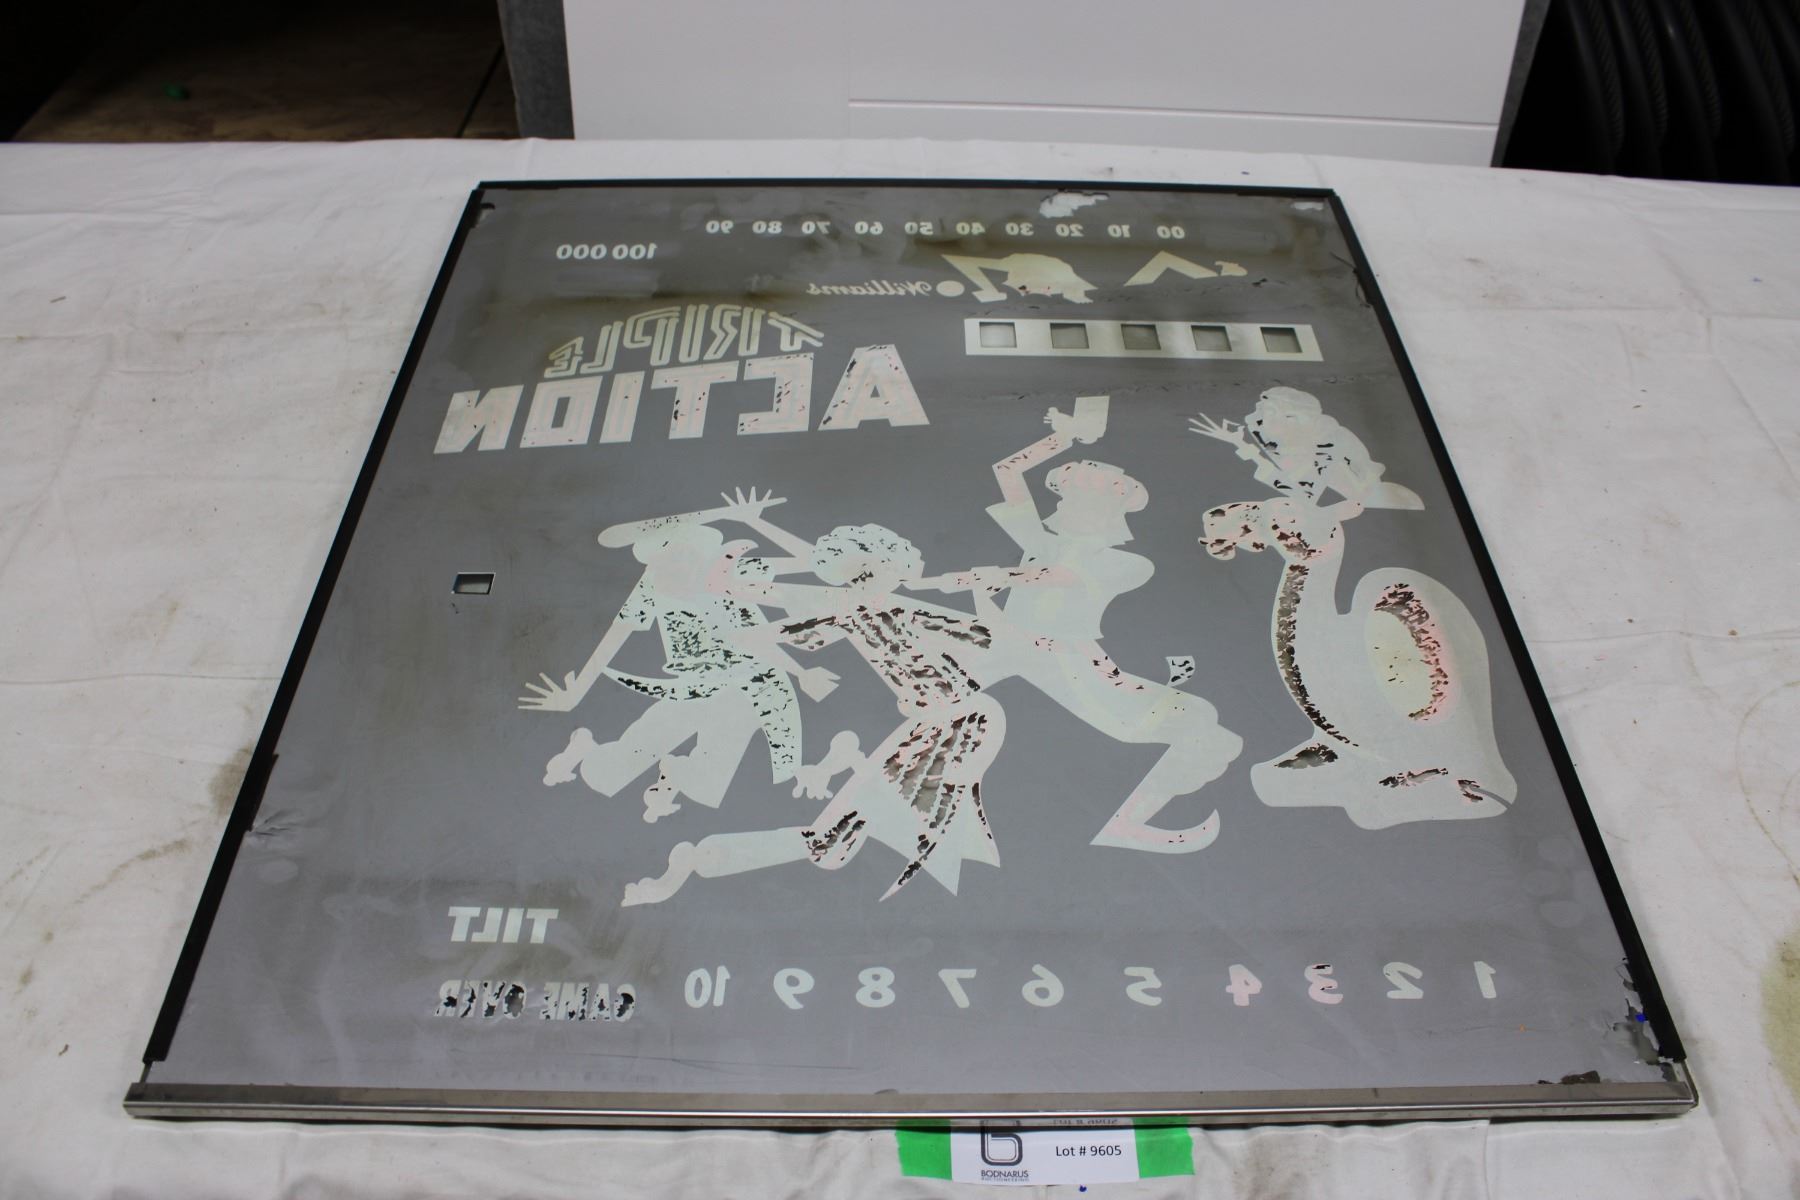 00 10 20 30 40 50 60 70 80 90
100 000
Williams
TRIPLE
ACTION
TILT
1 2 3 4 5 6 7 8 9 10
GAME OVER
Lot # 9605
BODNARUS
AUCTIONEERING